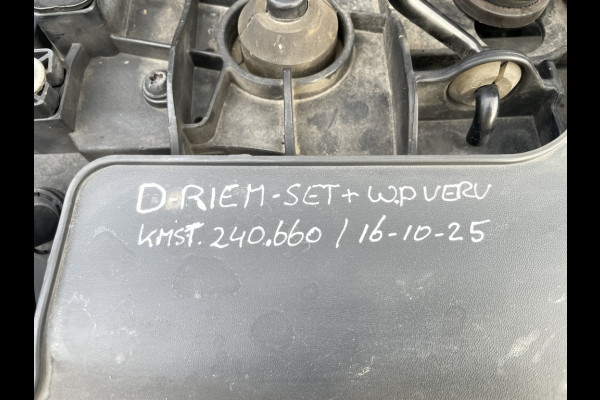 D-RIEM-SET + W.P VERV
KMST. 240.660 / 16-10-25